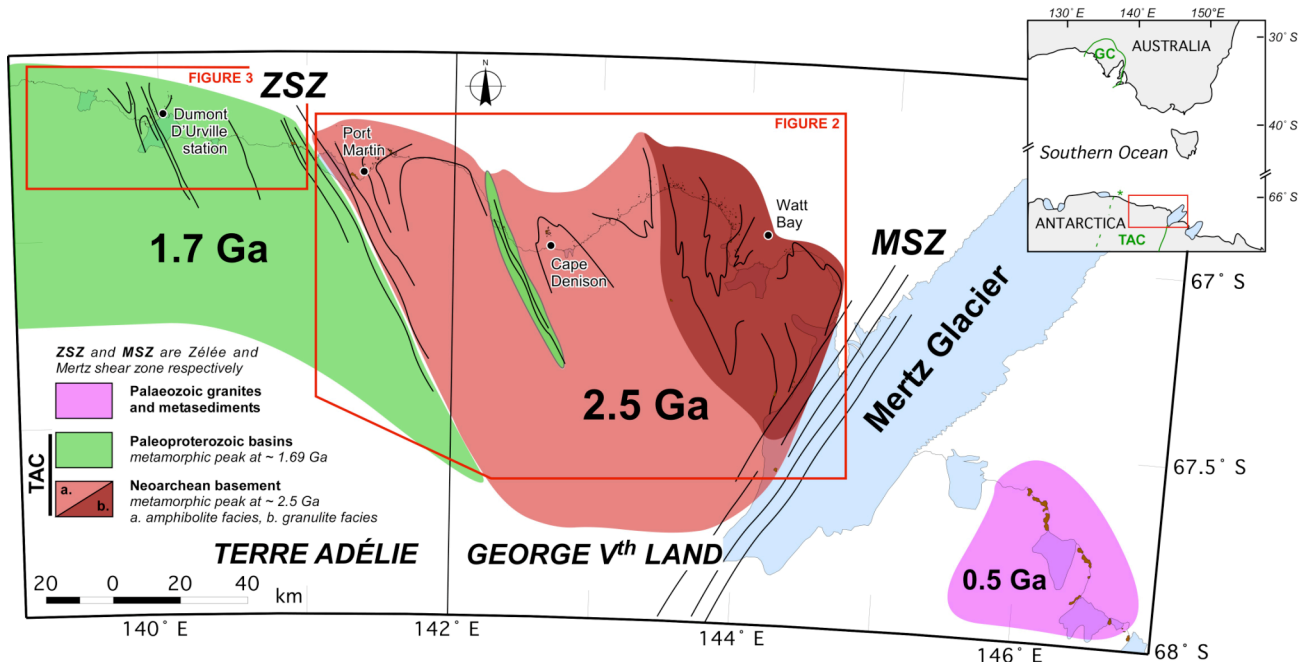 130° E
140° E
150° E
30° S
AUSTRALIA
GC
40° S
Southern Ocean
66° S
*
ANTARCTICA
TAC
FIGURE 3
ZSZ
N
FIGURE 2
Dumont
D'Urville
station
Port
Martin
Watt
Bay
Cape
Denison
MSZ
1.7 Ga
2.5 Ga
Mertz Glacier
67° S
67.5° S
68° S
ZSZ and MSZ are Zélée and
Mertz shear zone respectively
Palaeozoic granites
and metasediments
TAC
Paleoproterozoic basins
metamorphic peak at ~ 1.69 Ga
a.
b.
Neoarchean basement
metamorphic peak at ~ 2.5 Ga
a. amphibolite facies, b. granulite facies
TERRE ADÉLIE
GEORGE Vth LAND
0.5 Ga
20 0 20 40
km
140° E
142° E
144° E
146° E